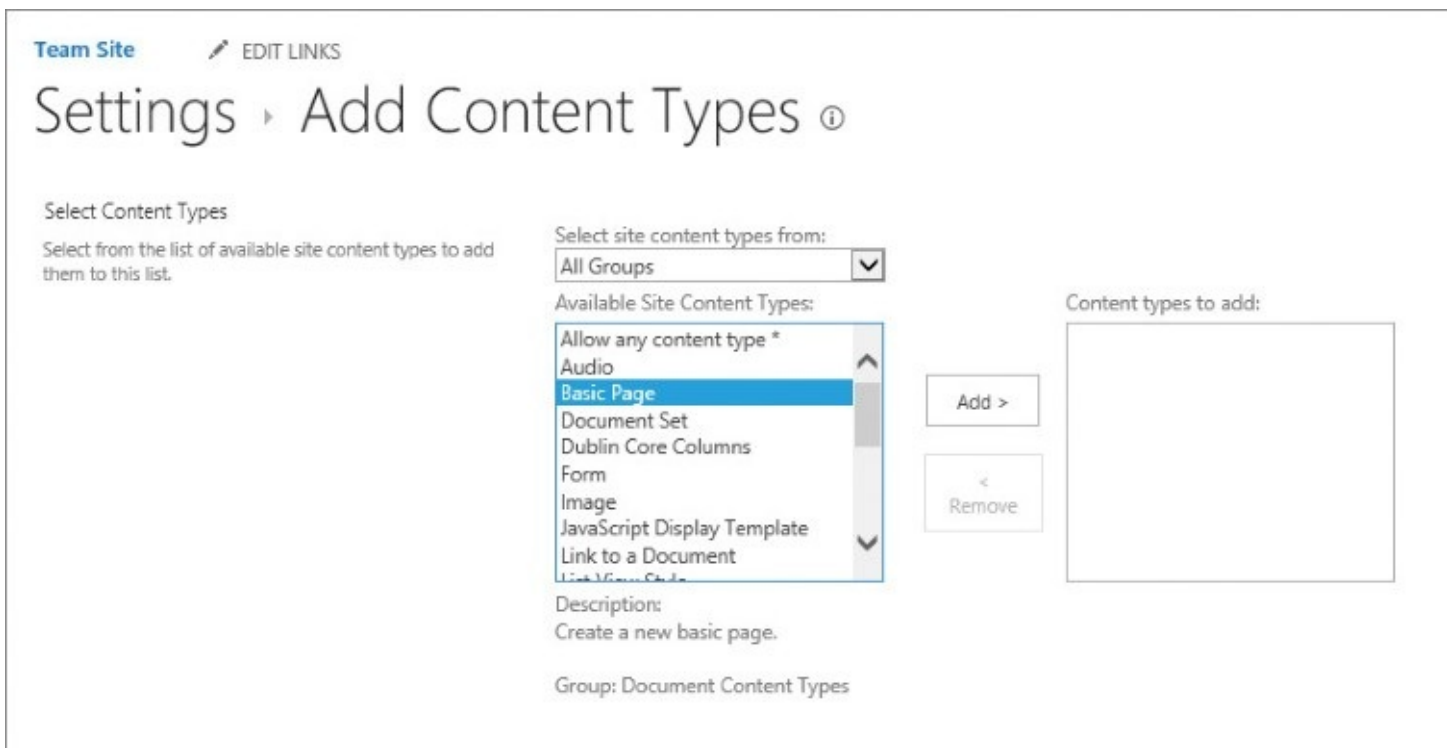 Team Site EDIT LINKS
Settings Add Content Types
Select Content Types
Select from the list of available site content types to add
them to this list.
Select site content types from:
All Groups
Available Site Content Types:
Allow any content type *
Audio
Basic Page
Document Set
Dublin Core Columns
Form
Image
JavaScript Display Template
Link to a Document
List View Style
Description:
Create a new basic page.
Group: Document Content Types
Add >
<
Remove
Content types to add: